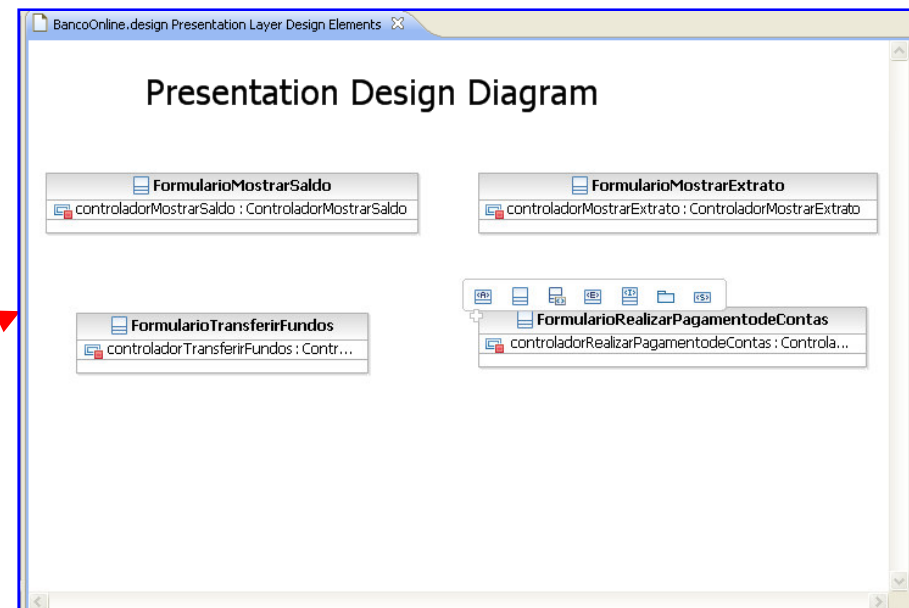 BancoOnline.design Presentation Layer Design Elements
Presentation Design Diagram
FormularioMostrarSaldo
controladorMostrarSaldo : ControladorMostrarSaldo
FormularioMostrarExtrato
controladorMostrarExtrato : ControladorMostrarExtrato
«A» «E» «I» «S»
FormularioTransferirFundos
controladorTransferirFundos : Contr...
FormularioRealizarPagamentodeContas
controladorRealizarPagamentodeContas : Controla...